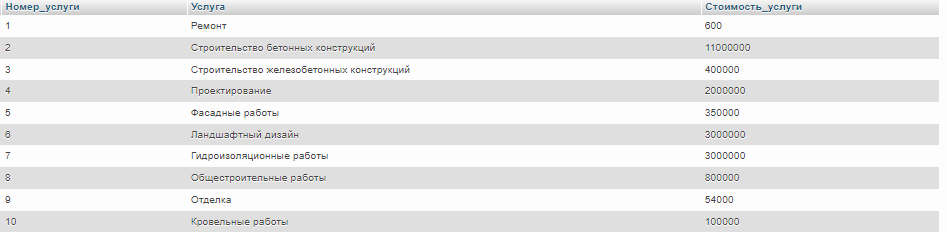 Номер_услуги Услуга Стоимость_услуги
1 Ремонт 600
2 Строительство бетонных конструкций 11000000
3 Строительство железобетонных конструкций 400000
4 Проектирование 2000000
5 Фасадные работы 350000
6 Ландшафтный дизайн 3000000
7 Гидроизоляционные работы 3000000
8 Общестроительные работы 800000
9 Отделка 54000
10 Кровельные работы 100000